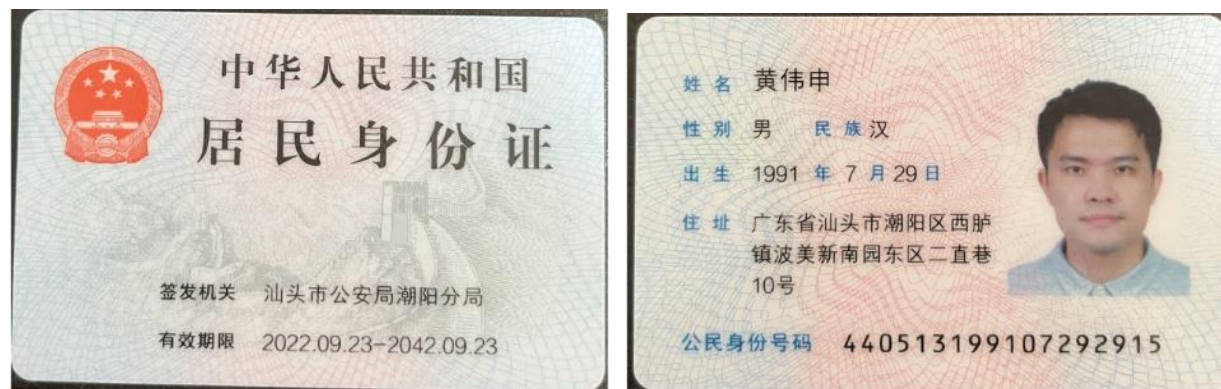 中华人民共和国
居民身份证
签发机关 汕头市公安局潮阳分局
有效期限 2022.09.23-2042.09.23
姓名 黄伟申
性别 男 民族 汉
出生 1991 年 7 月 29 日
住址 广东省汕头市潮阳区西胪
镇波美新南园东区二直巷
10号
公民身份号码 440513199107292915